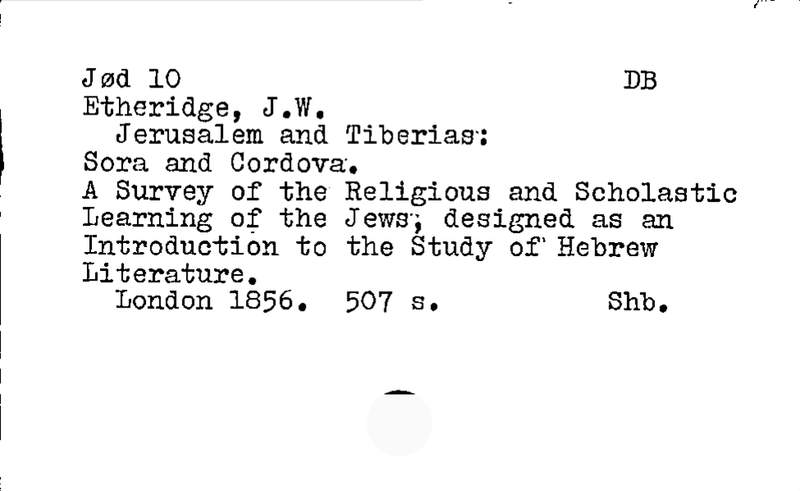 Jød 10 DB
Etheridge, J.W.
Jerusalem and Tiberias:
Sora and Cordova.
A Survey of the Religious and Scholastic
Learning of the Jews, designed as an
Introduction to the Study of Hebrew
Literature.
London 1856. 507 s. Shb.